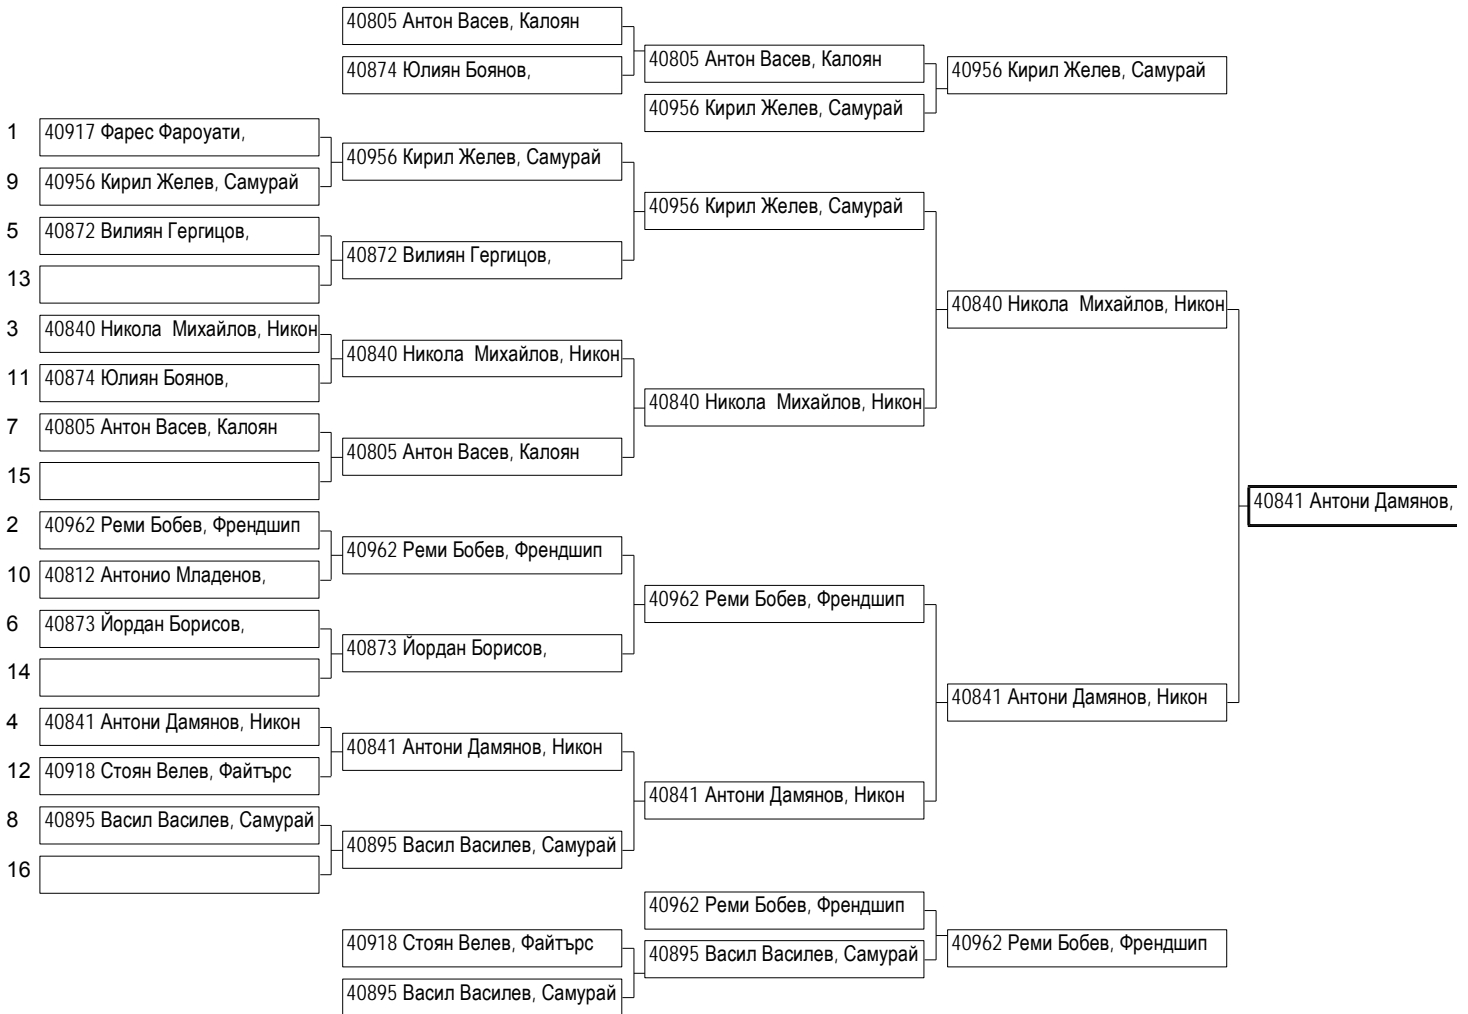 40805 Антон Васев, Калоян
40874 Юлиян Боянов,
40805 Антон Васев, Калоян
40956 Кирил Желев, Самурай
40956 Кирил Желев, Самурай
1 40917 Фарес Фароуати,
9 40956 Кирил Желев, Самурай
5 40872 Вилиян Гергицов,
13
3 40840 Никола  Михайлов, Никон
11 40874 Юлиян Боянов,
7 40805 Антон Васев, Калоян
15
2 40962 Реми Бобев, Френдшип
10 40812 Антонио Младенов,
6 40873 Йордан Борисов,
14
4 40841 Антони Дамянов, Никон
12 40918 Стоян Велев, Файтърс
8 40895 Васил Василев, Самурай
16
40956 Кирил Желев, Самурай
40872 Вилиян Гергицов,
40840 Никола  Михайлов, Никон
40805 Антон Васев, Калоян
40962 Реми Бобев, Френдшип
40873 Йордан Борисов,
40841 Антони Дамянов, Никон
40895 Васил Василев, Самурай
40956 Кирил Желев, Самурай
40840 Никола  Михайлов, Никон
40962 Реми Бобев, Френдшип
40841 Антони Дамянов, Никон
40840 Никола  Михайлов, Никон
40841 Антони Дамянов, Никон
40841 Антони Дамянов,
40918 Стоян Велев, Файтърс
40895 Васил Василев, Самурай
40962 Реми Бобев, Френдшип
40895 Васил Василев, Самурай
40962 Реми Бобев, Френдшип